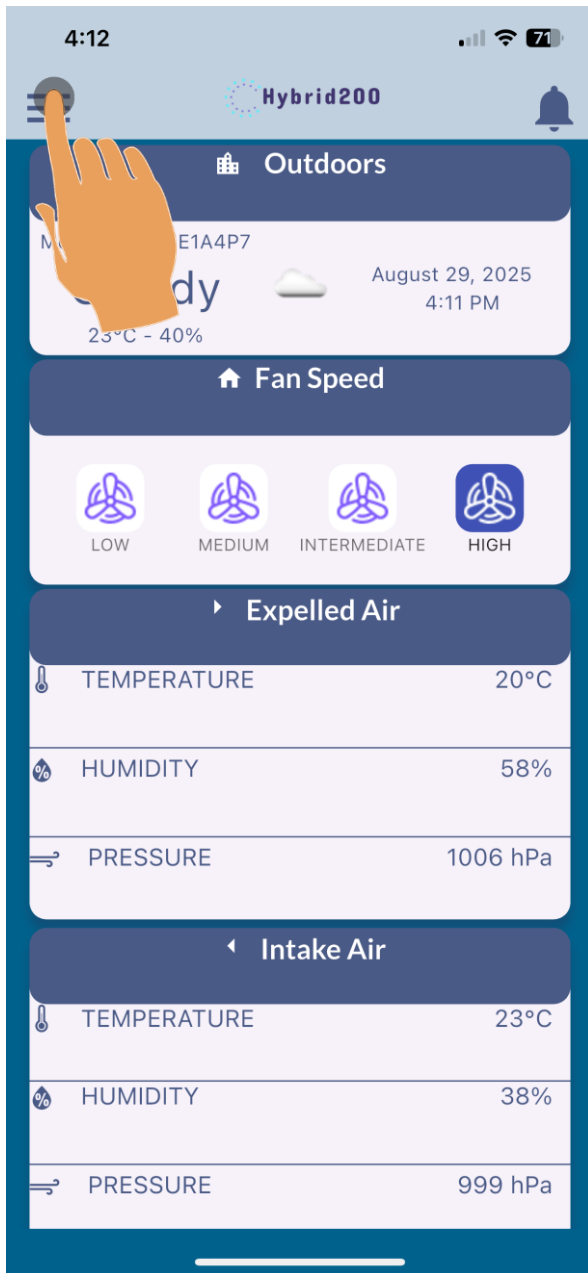 4:12
71
Hybrid200
Outdoors
E1A4P7
August 29, 2025
4:11 PM
23°C - 40%
Fan Speed
LOW MEDIUM INTERMEDIATE HIGH
Expelled Air
TEMPERATURE 20°C
% HUMIDITY 58%
PRESSURE 1006 hPa
Intake Air
TEMPERATURE 23°C
% HUMIDITY 38%
PRESSURE 999 hPa